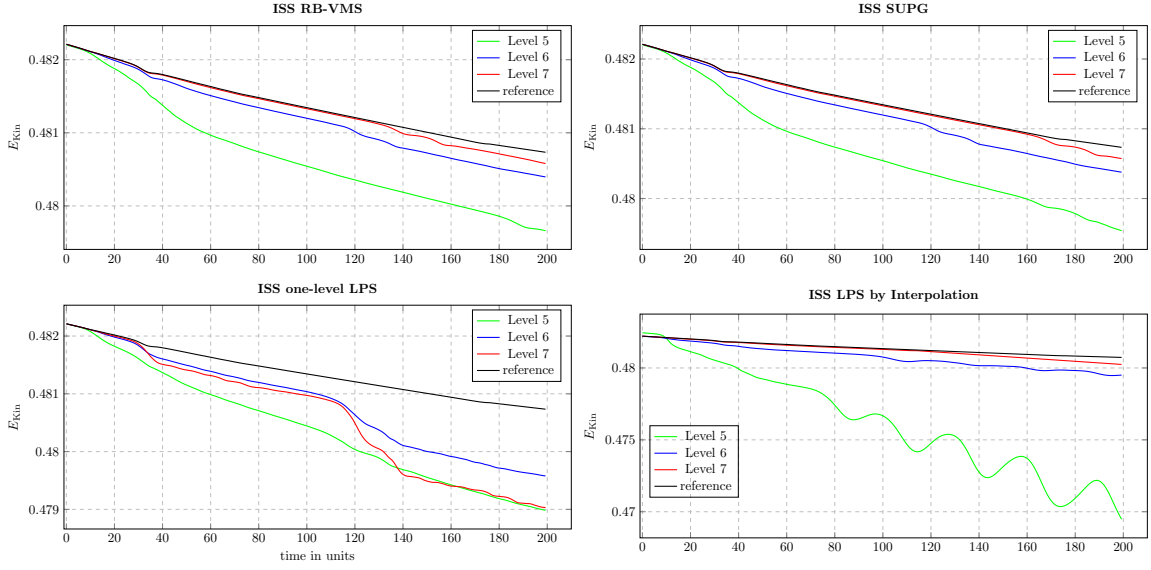 ISS RB-VMS
E_Kin
0.482
0.481
0.48
Level 5
Level 6
Level 7
reference
0 20 40 60 80 100 120 140 160 180 200
ISS SUPG
E_Kin
0.482
0.481
0.48
Level 5
Level 6
Level 7
reference
0 20 40 60 80 100 120 140 160 180 200
ISS one-level LPS
E_Kin
0.482
0.481
0.48
0.479
Level 5
Level 6
Level 7
reference
0 20 40 60 80 100 120 140 160 180 200
time in units
ISS LPS by Interpolation
E_Kin
0.48
0.475
0.47
Level 5
Level 6
Level 7
reference
0 20 40 60 80 100 120 140 160 180 200